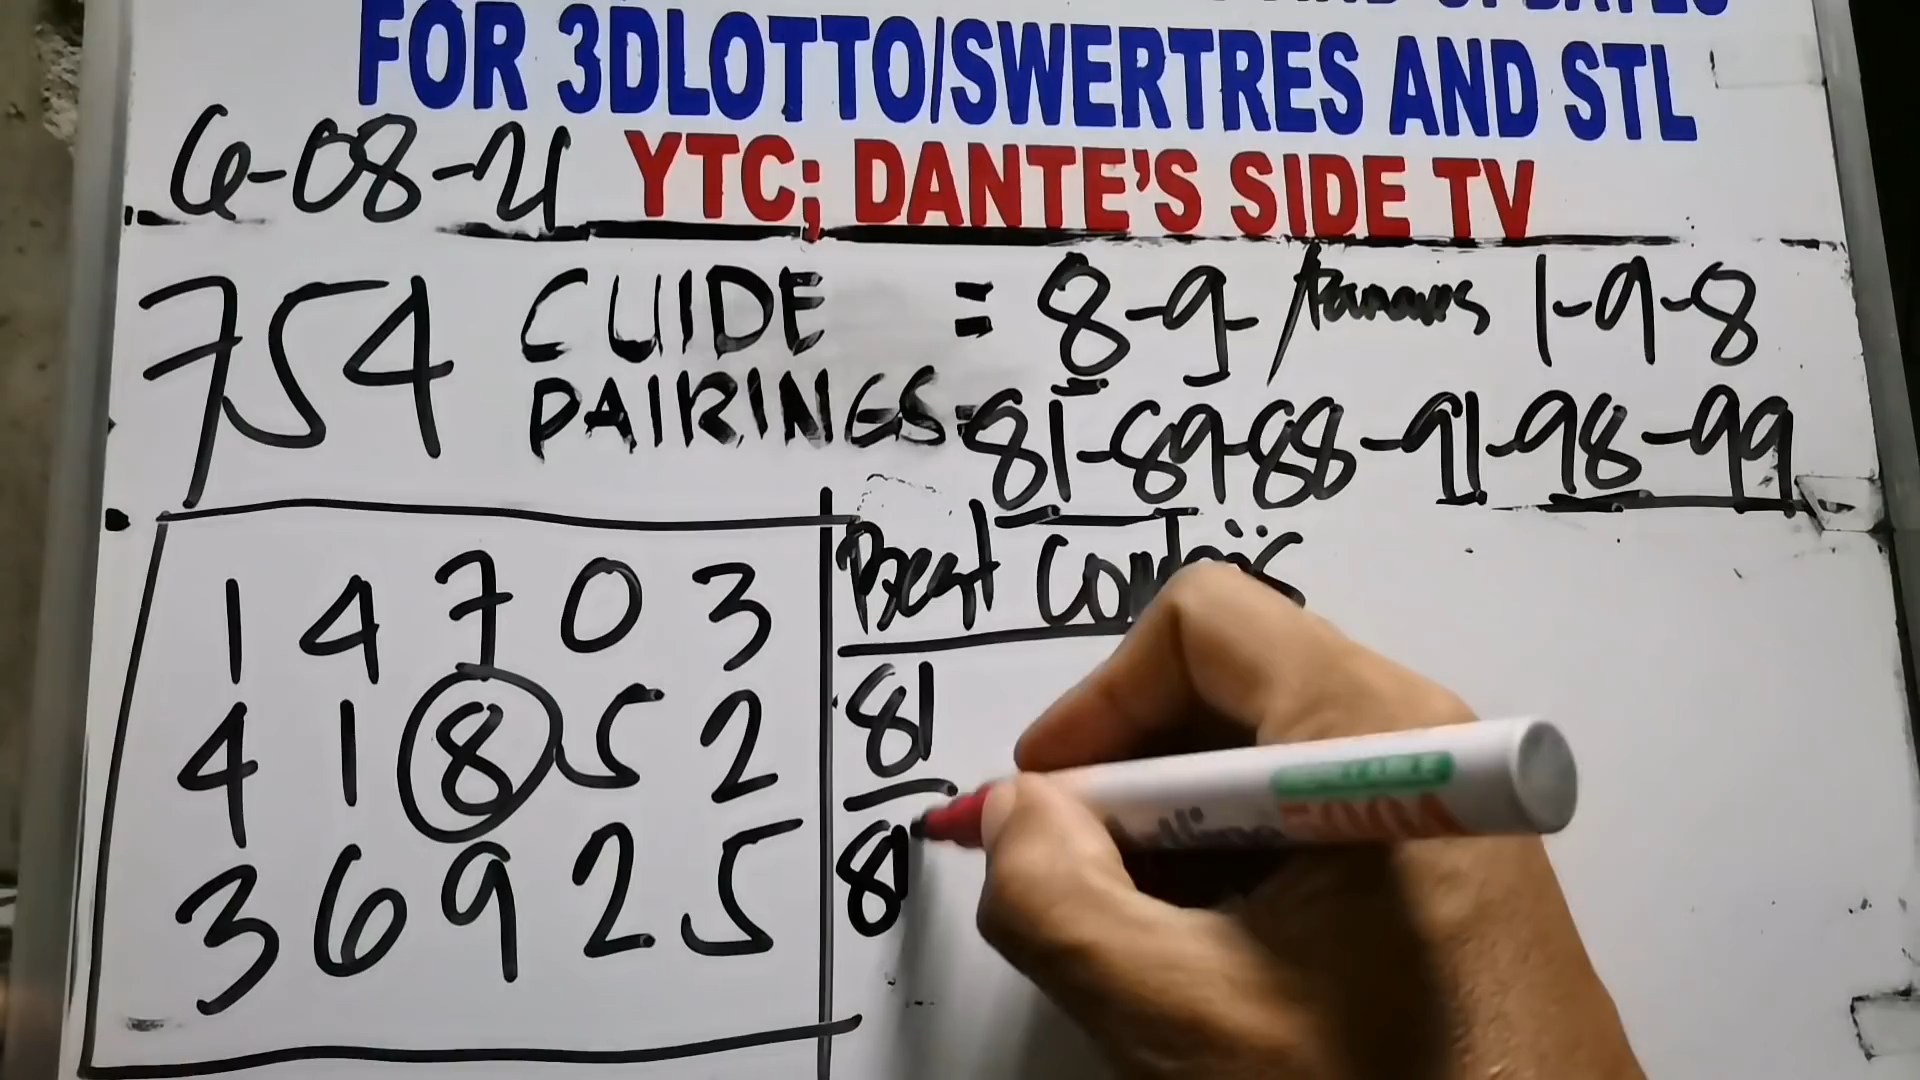 FOR 3DLOTTO/SWERTRES AND STL
6-08-21 YTC; DANTE'S SIDE TV
754 GUIDE = 8-9-/ 1-9-8
PAIRINGS=81-89-88-91-98-99
Best Combis
1 4 7 0 3
4 1 8 5 2
3 6 9 2 5
81
8